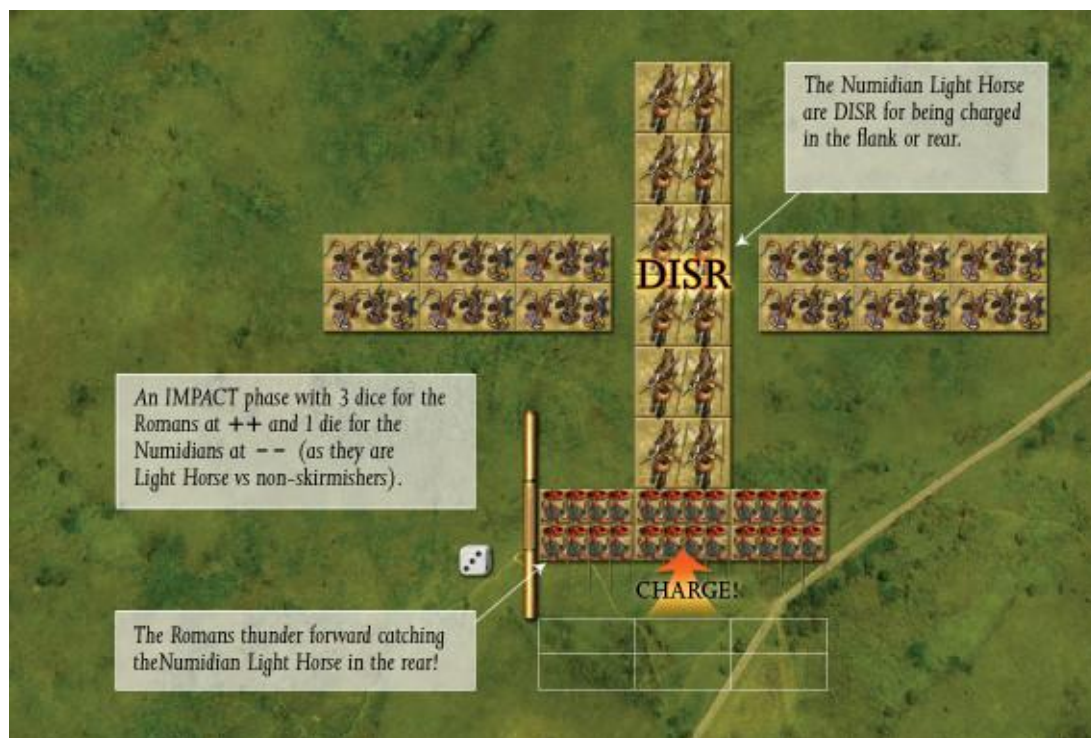 The Numidian Light Horse
are DISR for being charged
in the flank or rear.
DISR
An IMPACT phase with 3 dice for the
Romans at ++ and 1 die for the
Numidians at -- (as they are
Light Horse vs non-skirmishers).
CHARGE!
The Romans thunder forward catching
theNumidian Light Horse in the rear!